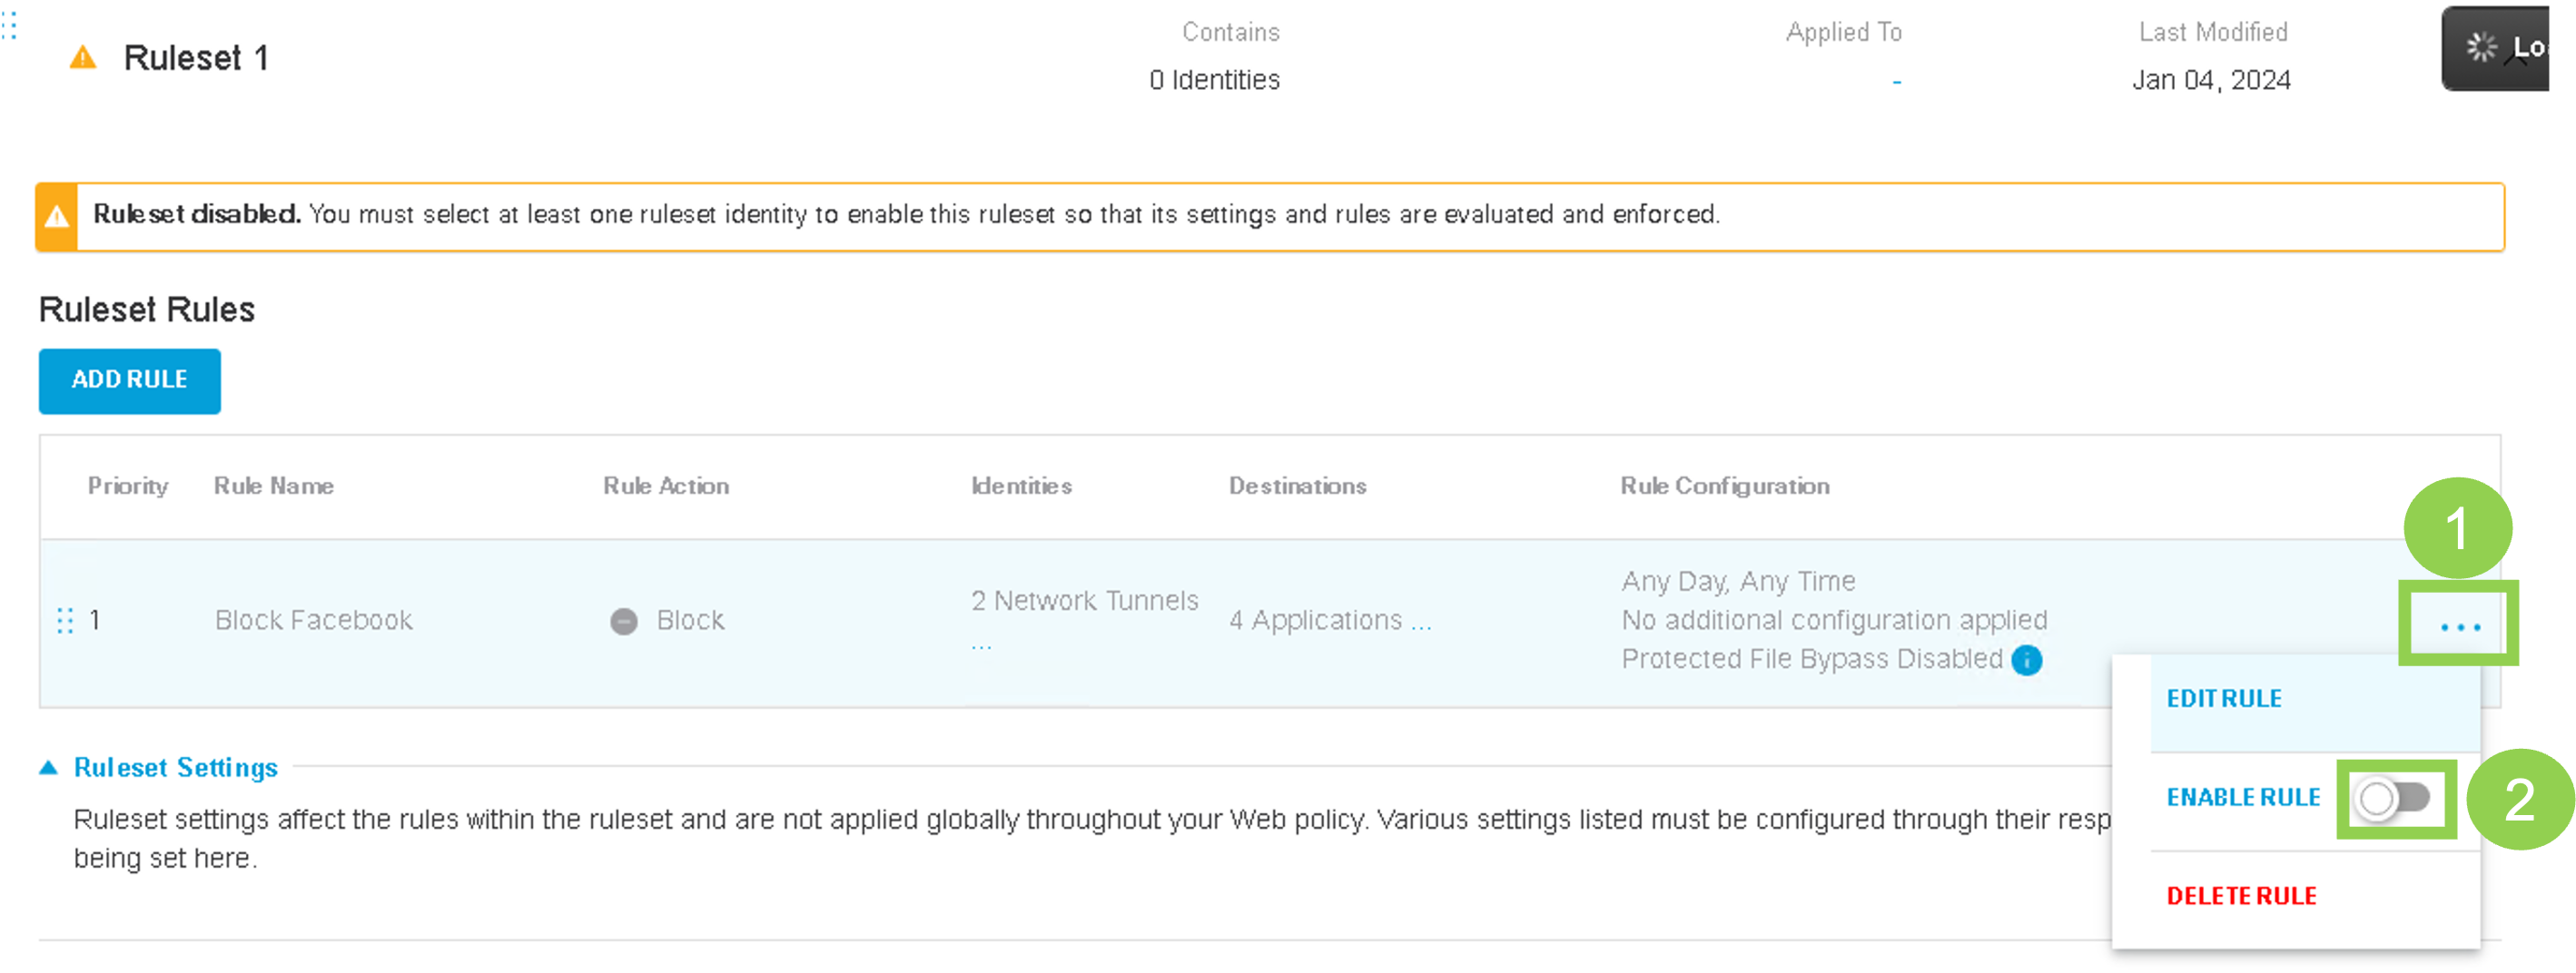 Ruleset 1
Contains
0 Identities
Applied To
-
Last Modified
Jan 04, 2024
Ruleset disabled. You must select at least one ruleset identity to enable this ruleset so that its settings and rules are evaluated and enforced.
Ruleset Rules
ADD RULE
Priority Rule Name Rule Action Identities Destinations Rule Configuration
1
1 Block Facebook Block 2 Network Tunnels ... 4 Applications ...
Any Day, Any Time
No additional configuration applied
Protected File Bypass Disabled
...
EDIT RULE
ENABLE RULE
2
DELETE RULE
Ruleset Settings
Ruleset settings affect the rules within the ruleset and are not applied globally throughout your Web policy. Various settings listed must be configured through their resp
being set here.